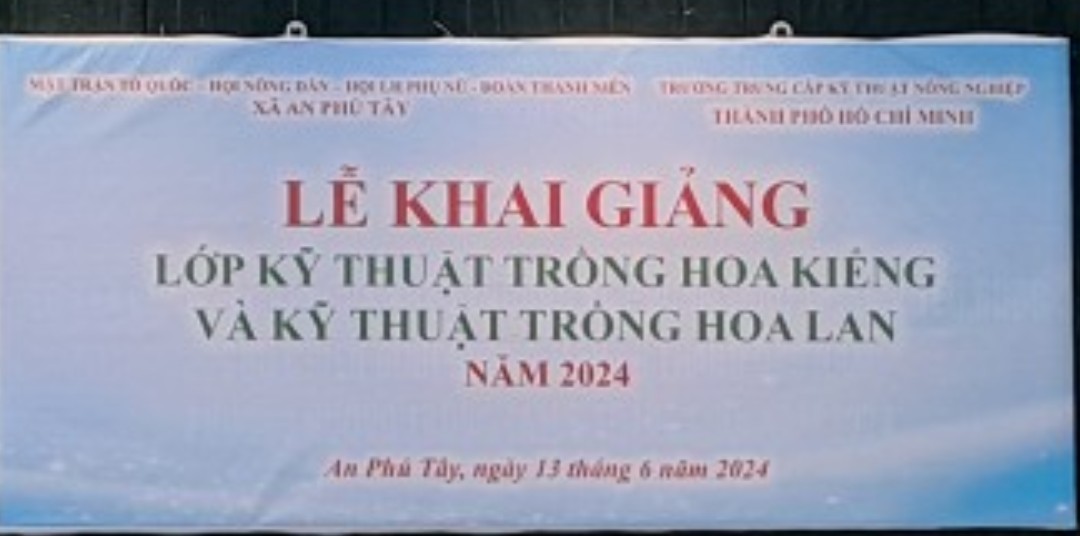 MẶT TRẬN TỔ QUỐC - HỘI NÔNG DÂN - HỘI LH PHỤ NỮ - ĐOÀN THANH NIÊN
XÃ AN PHÚ TÂY
TRƯỜNG TRUNG CẤP KỸ THUẬT NÔNG NGHIỆP
THÀNH PHỐ HỒ CHÍ MINH
LỄ KHAI GIẢNG
LỚP KỸ THUẬT TRỒNG HOA KIỂNG
VÀ KỸ THUẬT TRỒNG HOA LAN
NĂM 2024
An Phú Tây, ngày 13 tháng 6 năm 2024